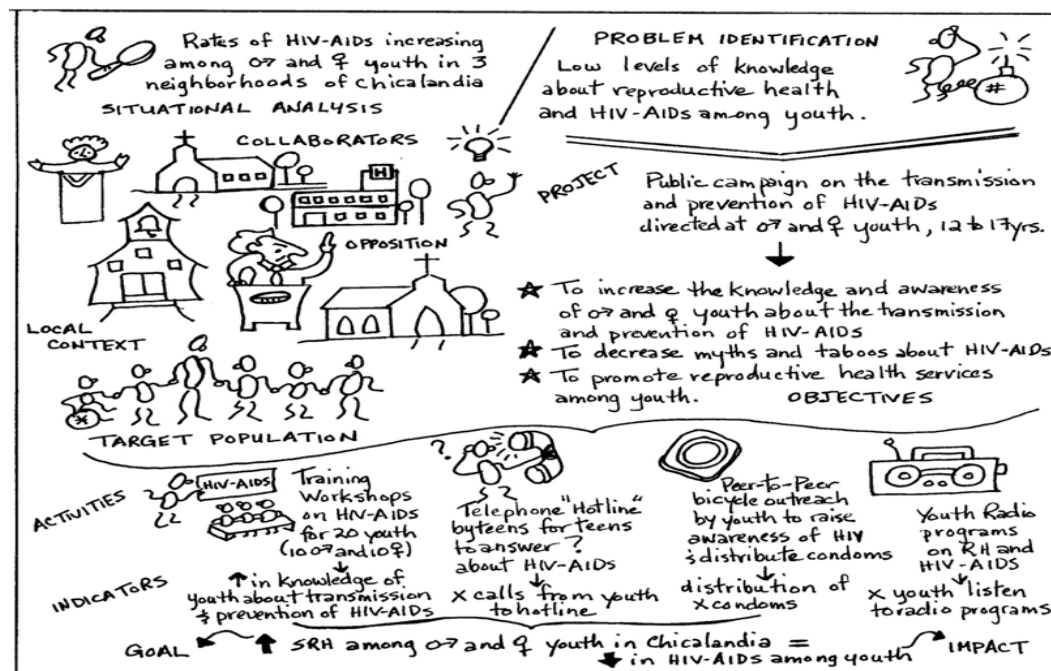 Rates of HIV-AIDs increasing
among ♂ and ♀ youth in 3
neighborhoods of Chicalandia
SITUATIONAL ANALYSIS
PROBLEM IDENTIFICATION
Low levels of knowledge
about reproductive health
and HIV-AIDs among youth.
#
COLLABORATORS
H
OPPOSITION
LOCAL
CONTEXT
*
TARGET POPULATION
PROJECT
Public campaign on the transmission
and prevention of HIV-AIDs
directed at ♂ and ♀ youth, 12 to 17yrs.
↓
★ To increase the knowledge and awareness
of ♂ and ♀ youth about the transmission
and prevention of HIV-AIDs
★ To decrease myths and taboos about HIV-AIDs
★ To promote reproductive health services
among youth.
OBJECTIVES
ACTIVITIES
HIV-AIDs
Training
Workshops
on HIV-AIDs
for 20 youth
(10♂ and 10♀)
?
Telephone "Hotline"
by teens for teens
to answer ?
about HIV-AIDs
Peer-to-Peer
bicycle outreach
by youth to raise
awareness of HIV
& distribute condoms
Youth Radio
programs
on RH and
HIV-AIDs
INDICATORS
↑ in knowledge of
youth about transmission
& prevention of HIV-AIDs
x calls from youth
to hotline
distribution of
x condoms
x youth listen
to radio programs
GOAL
↑ SRH among ♂ and ♀ youth in Chicalandia =
↓ in HIV-AIDs among youth
IMPACT